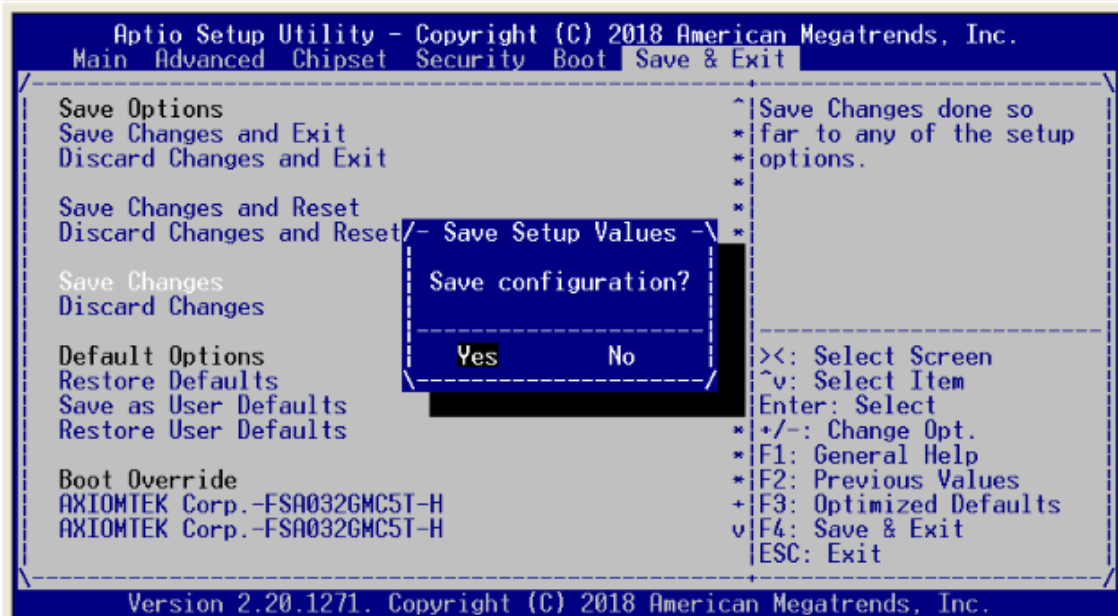 Aptio Setup Utility - Copyright (C) 2018 American Megatrends, Inc.
Main Advanced Chipset Security Boot Save & Exit
Save Options
Save Changes and Exit
Discard Changes and Exit
Save Changes and Reset
Discard Changes and Reset
Save Changes
Discard Changes
Default Options
Restore Defaults
Save as User Defaults
Restore User Defaults
Boot Override
AXIOMTEK Corp.-FSA032GMC5T-H
AXIOMTEK Corp.-FSA032GMC5T-H
Save Setup Values
Save configuration?
Yes No
Save Changes done so
far to any of the setup
options.
><: Select Screen
^v: Select Item
Enter: Select
+/-: Change Opt.
F1: General Help
F2: Previous Values
F3: Optimized Defaults
F4: Save & Exit
ESC: Exit
Version 2.20.1271. Copyright (C) 2018 American Megatrends, Inc.